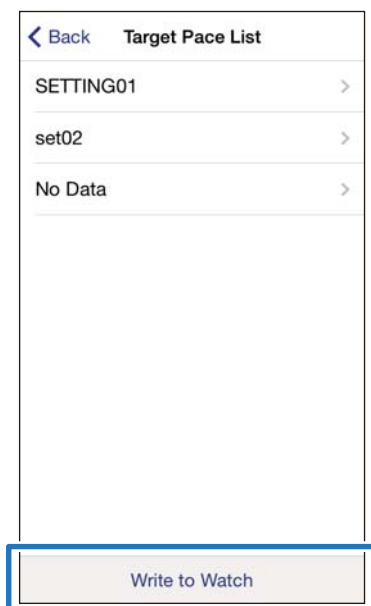 Back Target Pace List
SETTING01
set02
No Data
Write to Watch